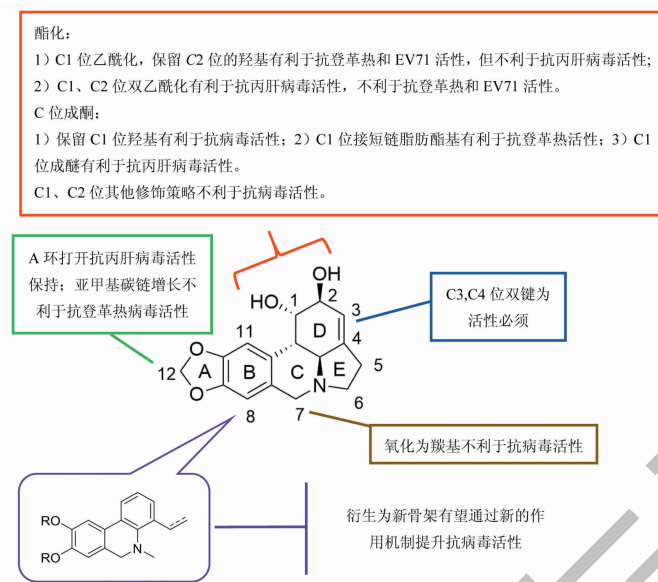 酯化：
1）C1 位乙酰化，保留 C2 位的羟基有利于抗登革热和 EV71 活性，但不利于抗丙肝病毒活性；
2）C1、C2 位双乙酰化有利于抗丙肝病毒活性，不利于抗登革热和 EV71 活性。
C 位成酮：
1）保留 C1 位羟基有利于抗病毒活性；2）C1 位接短链脂肪酯基有利于抗登革热活性；3）C1
位成醚有利于抗丙肝病毒活性。
C1、C2 位其他修饰策略不利于抗病毒活性。
A 环打开抗丙肝病毒活性
保持；亚甲基碳链增长不
利于抗登革热病毒活性
OH
HO
1
2
3
D
4
C3,C4 位双键为
活性必须
11
O
12
A
B
C
E
5
O
N
6
8
7
氧化为羰基不利于抗病毒活性
RO
RO
N
衍生为新骨架有望通过新的作
用机制提升抗病毒活性